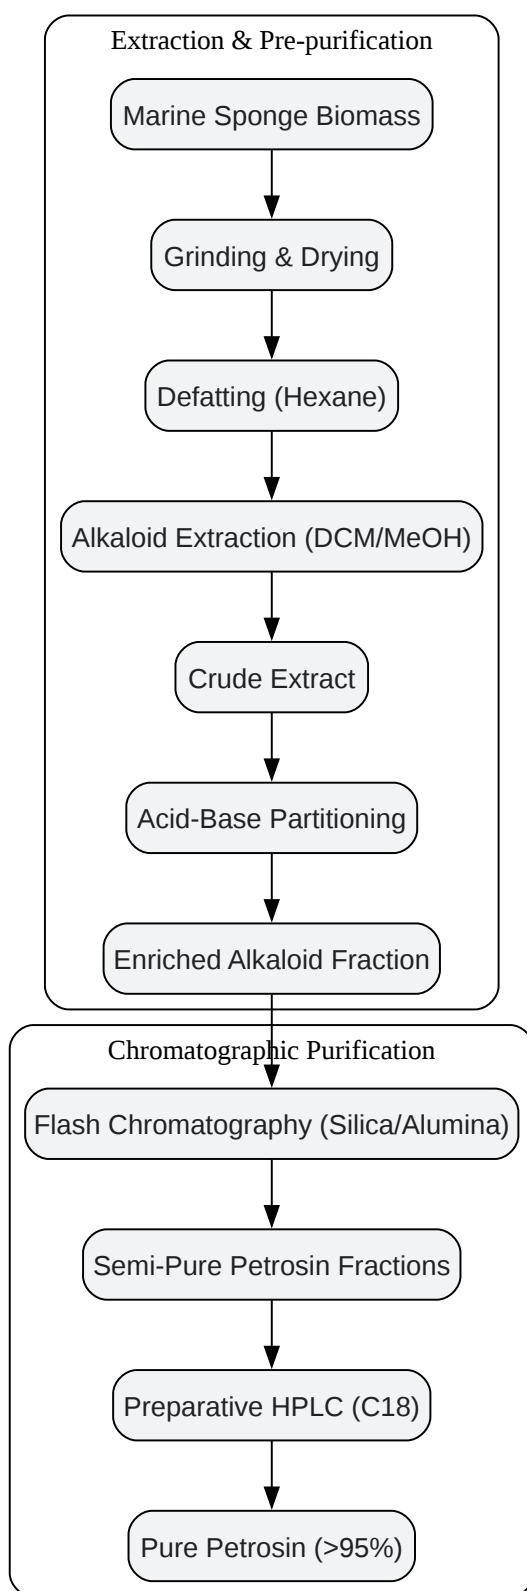 Extraction & Pre-purification
Marine Sponge Biomass
Grinding & Drying
Defatting (Hexane)
Alkaloid Extraction (DCM/MeOH)
Crude Extract
Acid-Base Partitioning
Enriched Alkaloid Fraction
Chromatographic Purification
Flash Chromatography (Silica/Alumina)
Semi-Pure Petrosin Fractions
Preparative HPLC (C18)
Pure Petrosin (>95%)